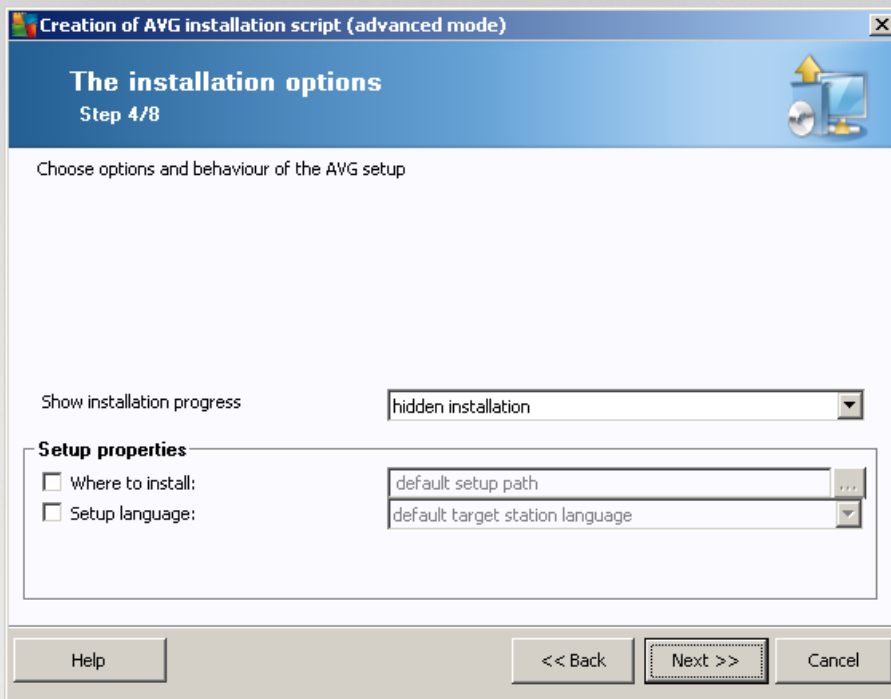 Creation of AVG installation script (advanced mode)
The installation options
Step 4/8
Choose options and behaviour of the AVG setup
Show installation progress hidden installation
Setup properties
Where to install: default setup path ...
Setup language: default target station language
Help << Back Next >> Cancel